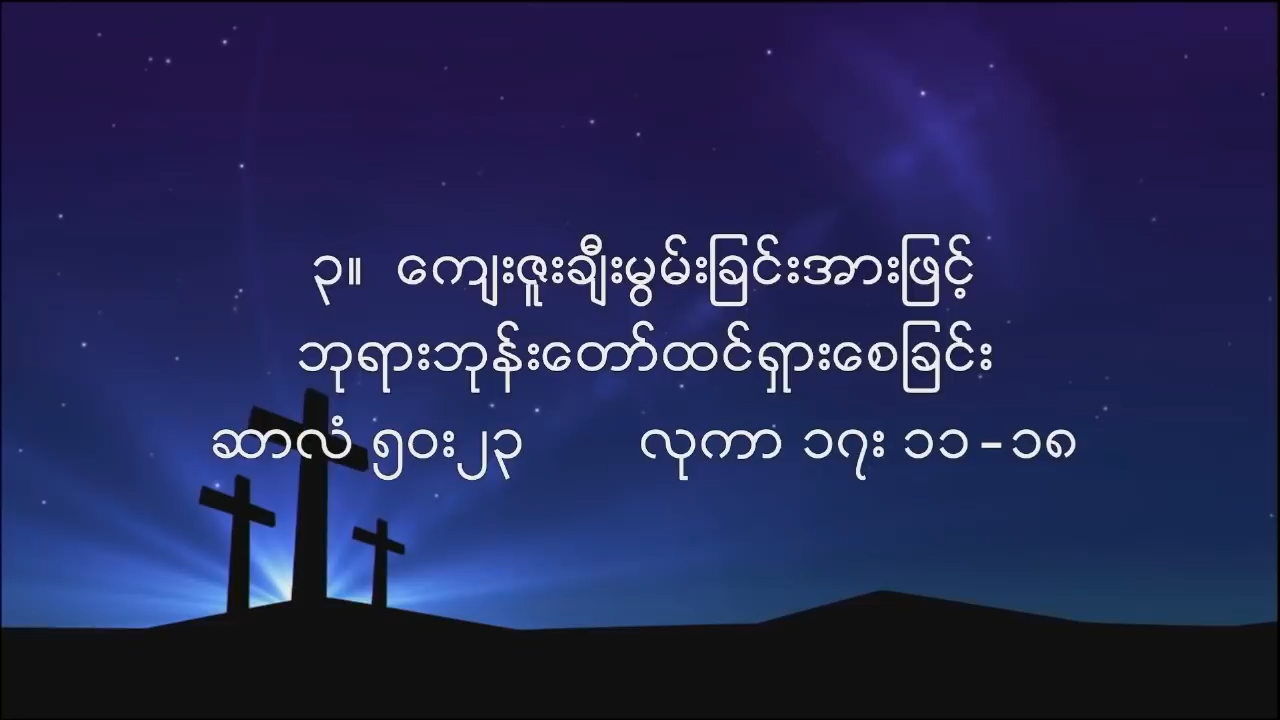 ၃။ ကျေးဇူးချီးမွမ်းခြင်းအားဖြင့်
ဘုရားဘုန်းတော်ထင်ရှားစေခြင်း
ဆာလံ ၅၀း၂၃ လုကာ ၁၇း ၁၁ – ၁၈